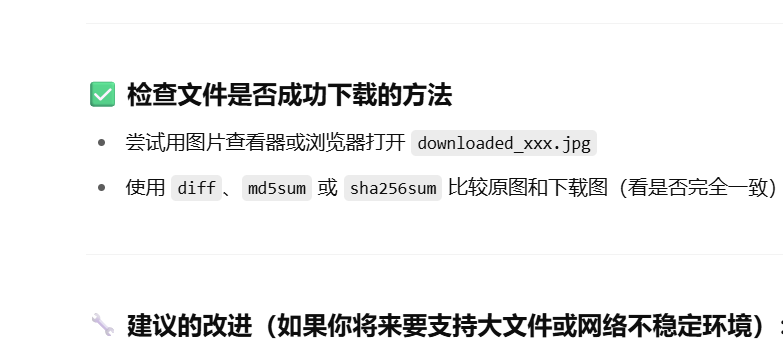 ✅ 检查文件是否成功下载的方法
• 尝试用图片查看器或浏览器打开 downloaded_xxx.jpg
• 使用 diff、md5sum 或 sha256sum 比较原图和下载图（看是否完全一致）
🔧 建议的改进（如果你将来要支持大文件或网络不稳定环境）：